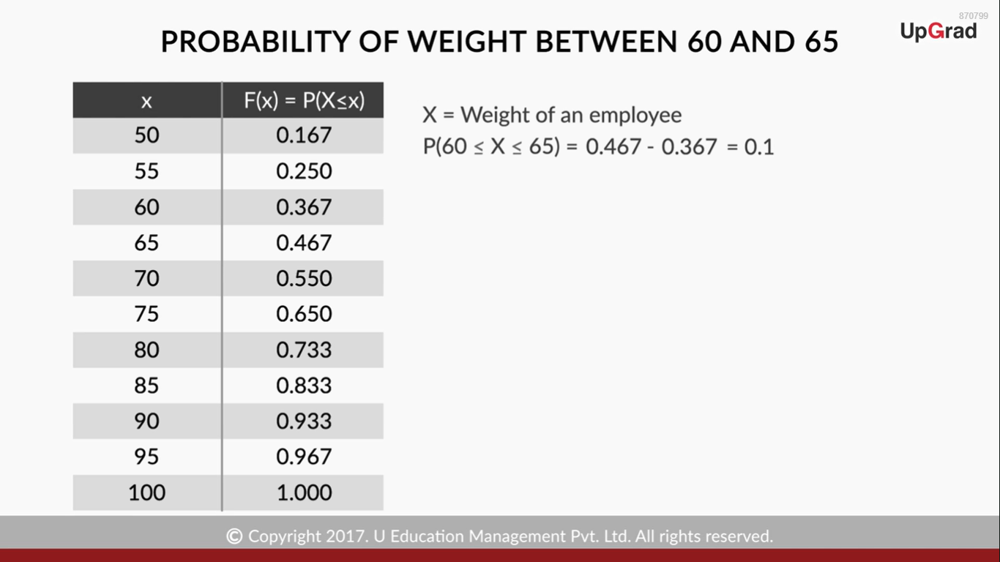 870799
UpGrad
PROBABILITY OF WEIGHT BETWEEN 60 AND 65
x F(x) = P(X≤x)
50 0.167
55 0.250
60 0.367
65 0.467
70 0.550
75 0.650
80 0.733
85 0.833
90 0.933
95 0.967
100 1.000
X = Weight of an employee
P(60 ≤ X ≤ 65) = 0.467 - 0.367 = 0.1
© Copyright 2017. U Education Management Pvt. Ltd. All rights reserved.